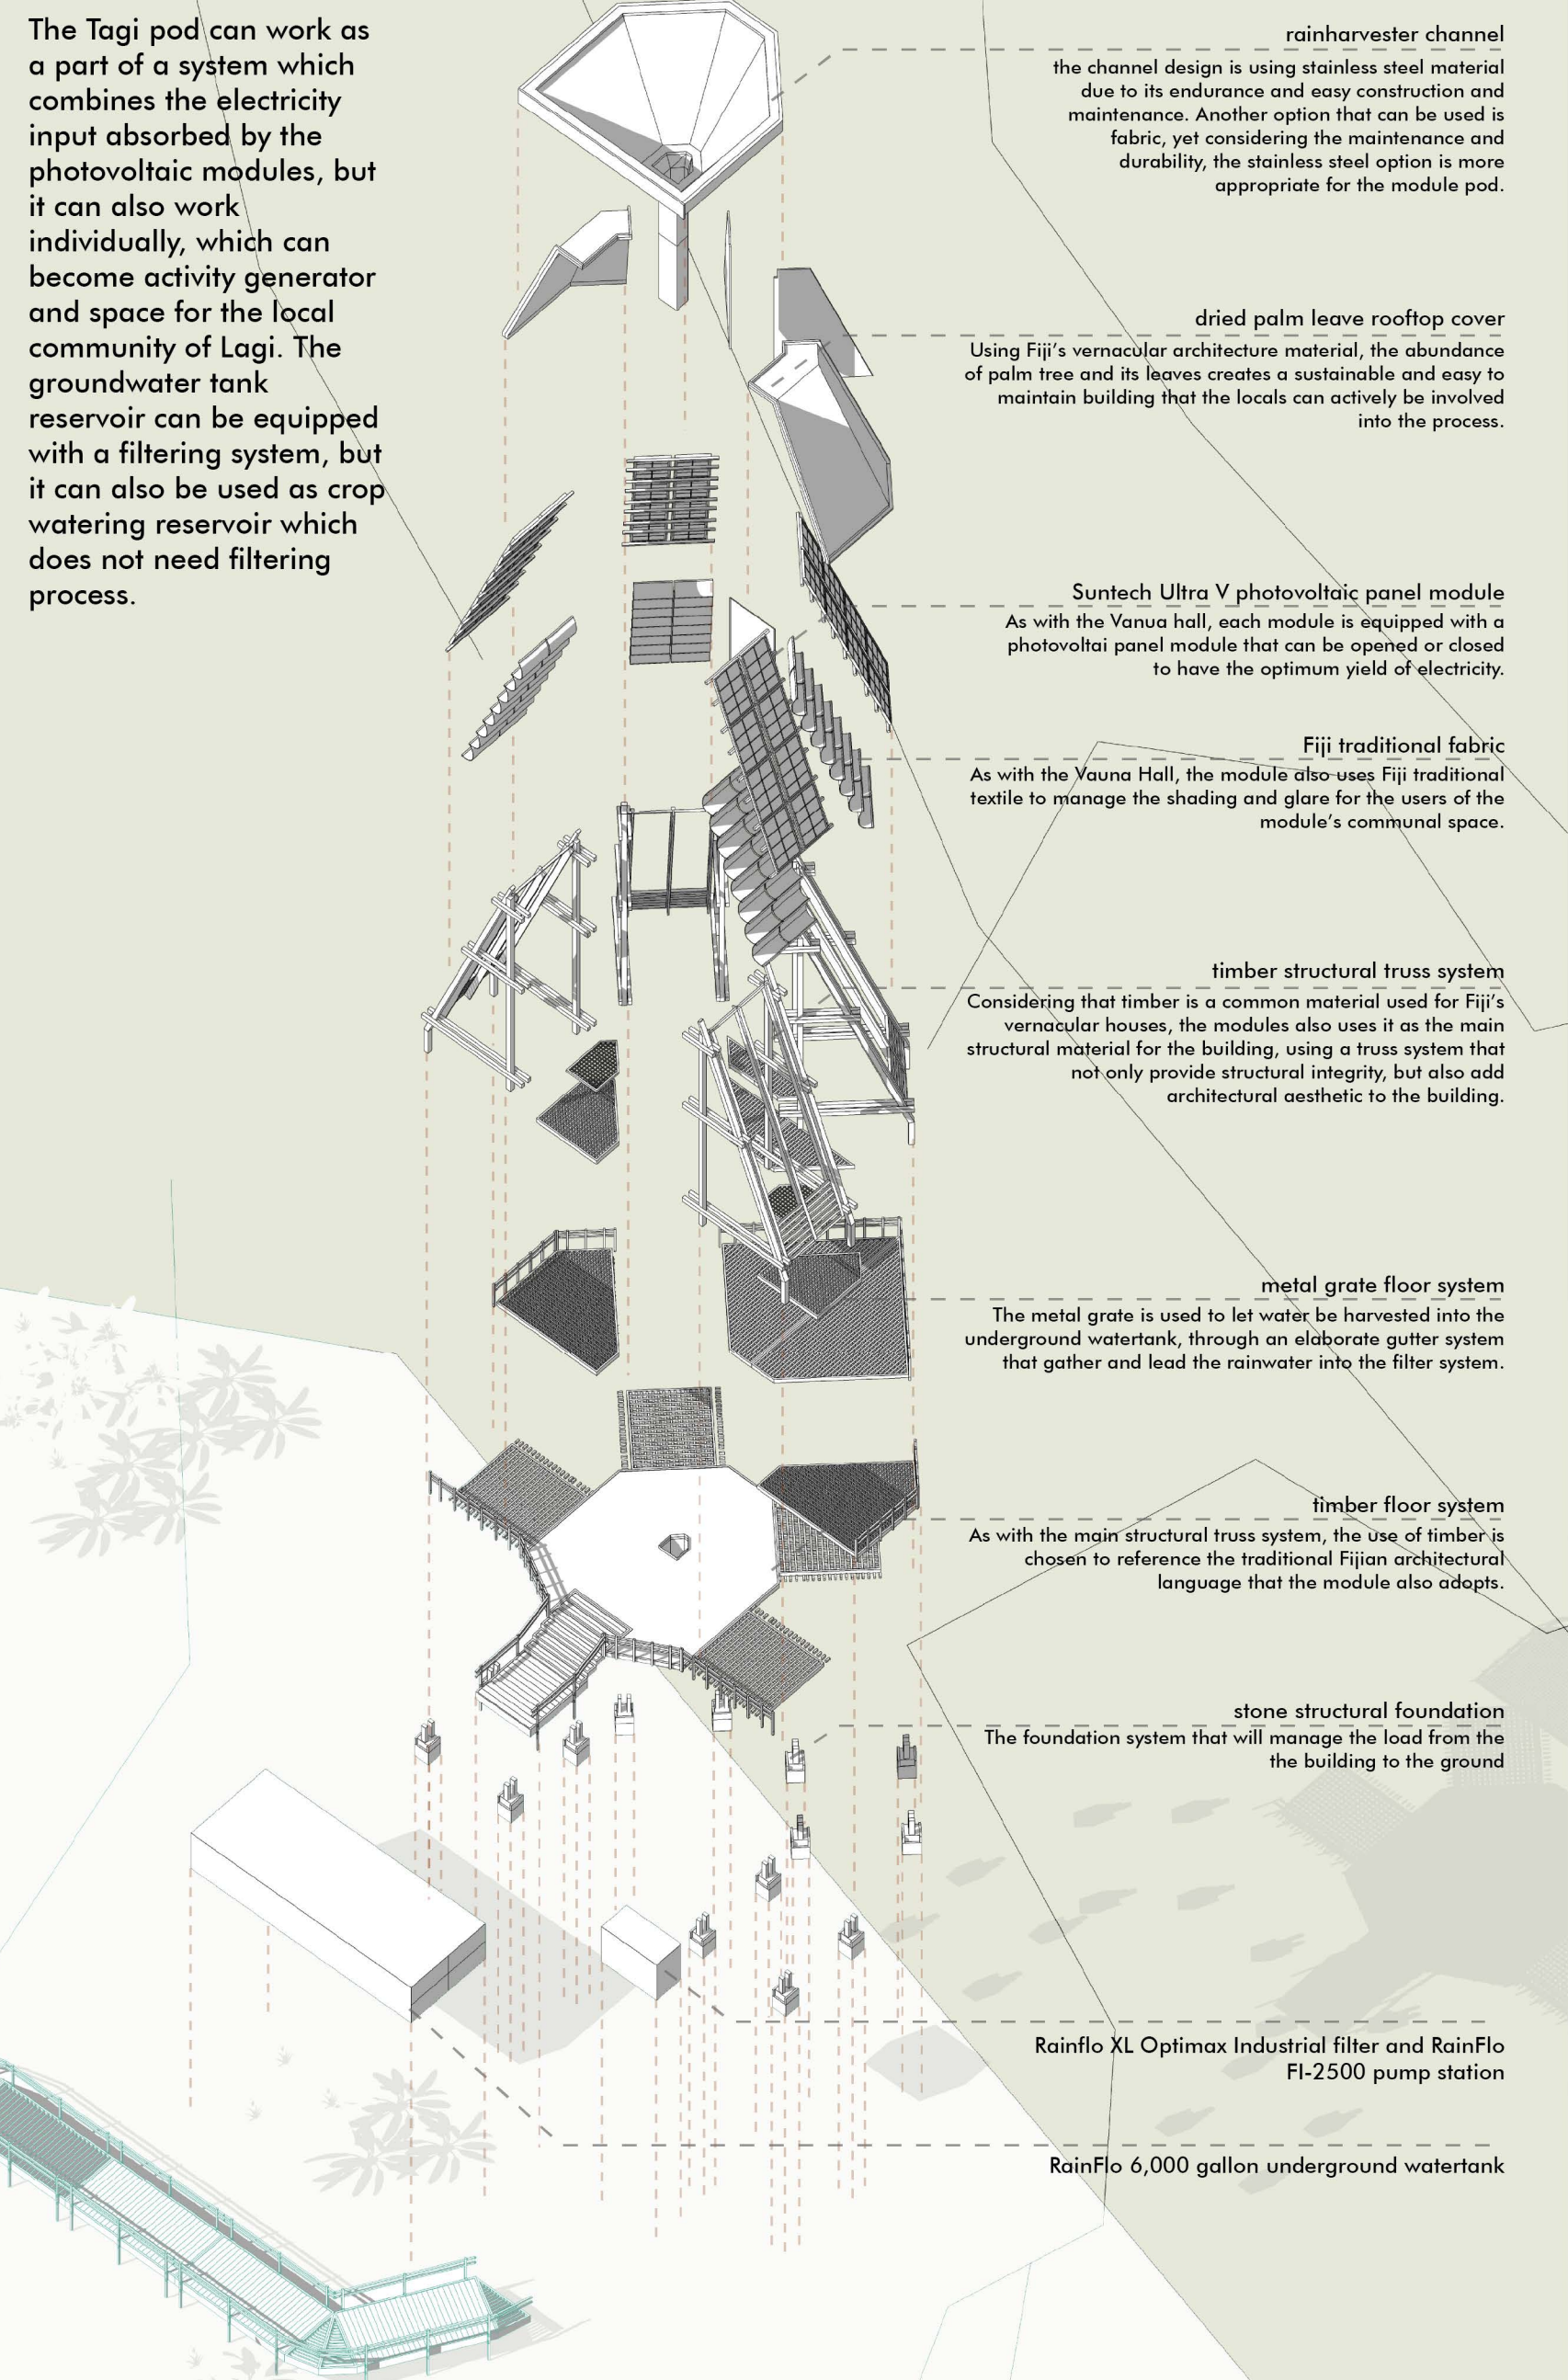 The Tagi pod can work as
a part of a system which
combines the electricity
input absorbed by the
photovoltaic modules, but
it can also work
individually, which can
become activity generator
and space for the local
community of Lagi. The
groundwater tank
reservoir can be equipped
with a filtering system, but
it can also be used as crop
watering reservoir which
does not need filtering
process.
rainharvester channel
the channel design is using stainless steel material
due to its endurance and easy construction and
maintenance. Another option that can be used is
fabric, yet considering the maintenance and
durability, the stainless steel option is more
appropriate for the module pod.
dried palm leave rooftop cover
Using Fiji's vernacular architecture material, the abundance
of palm tree and its leaves creates a sustainable and easy to
maintain building that the locals can actively be involved
into the process.
Suntech Ultra V photovoltaic panel module
As with the Vanua hall, each module is equipped with a
photovoltai panel module that can be opened or closed
to have the optimum yield of electricity.
Fiji traditional fabric
As with the Vauna Hall, the module also uses Fiji traditional
textile to manage the shading and glare for the users of the
module's communal space.
timber structural truss system
Considering that timber is a common material used for Fiji's
vernacular houses, the modules also uses it as the main
structural material for the building, using a truss system that
not only provide structural integrity, but also add
architectural aesthetic to the building.
metal grate floor system
The metal grate is used to let water be harvested into the
underground watertank, through an elaborate gutter system
that gather and lead the rainwater into the filter system.
timber floor system
As with the main structural truss system, the use of timber is
chosen to reference the traditional Fijian architectural
language that the module also adopts.
stone structural foundation
The foundation system that will manage the load from the
the building to the ground
Rainflo XL Optimax Industrial filter and RainFlo
FI-2500 pump station
RainFlo 6,000 gallon underground watertank